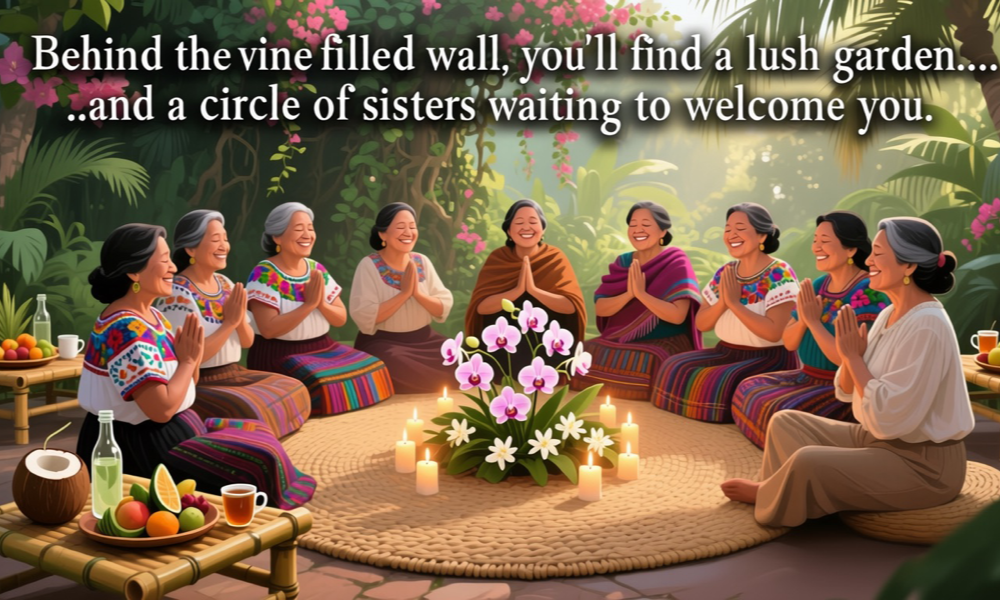 Behind the vine filled wall, you'll find a lush garden....
..and a circle of sisters waiting to welcome you.